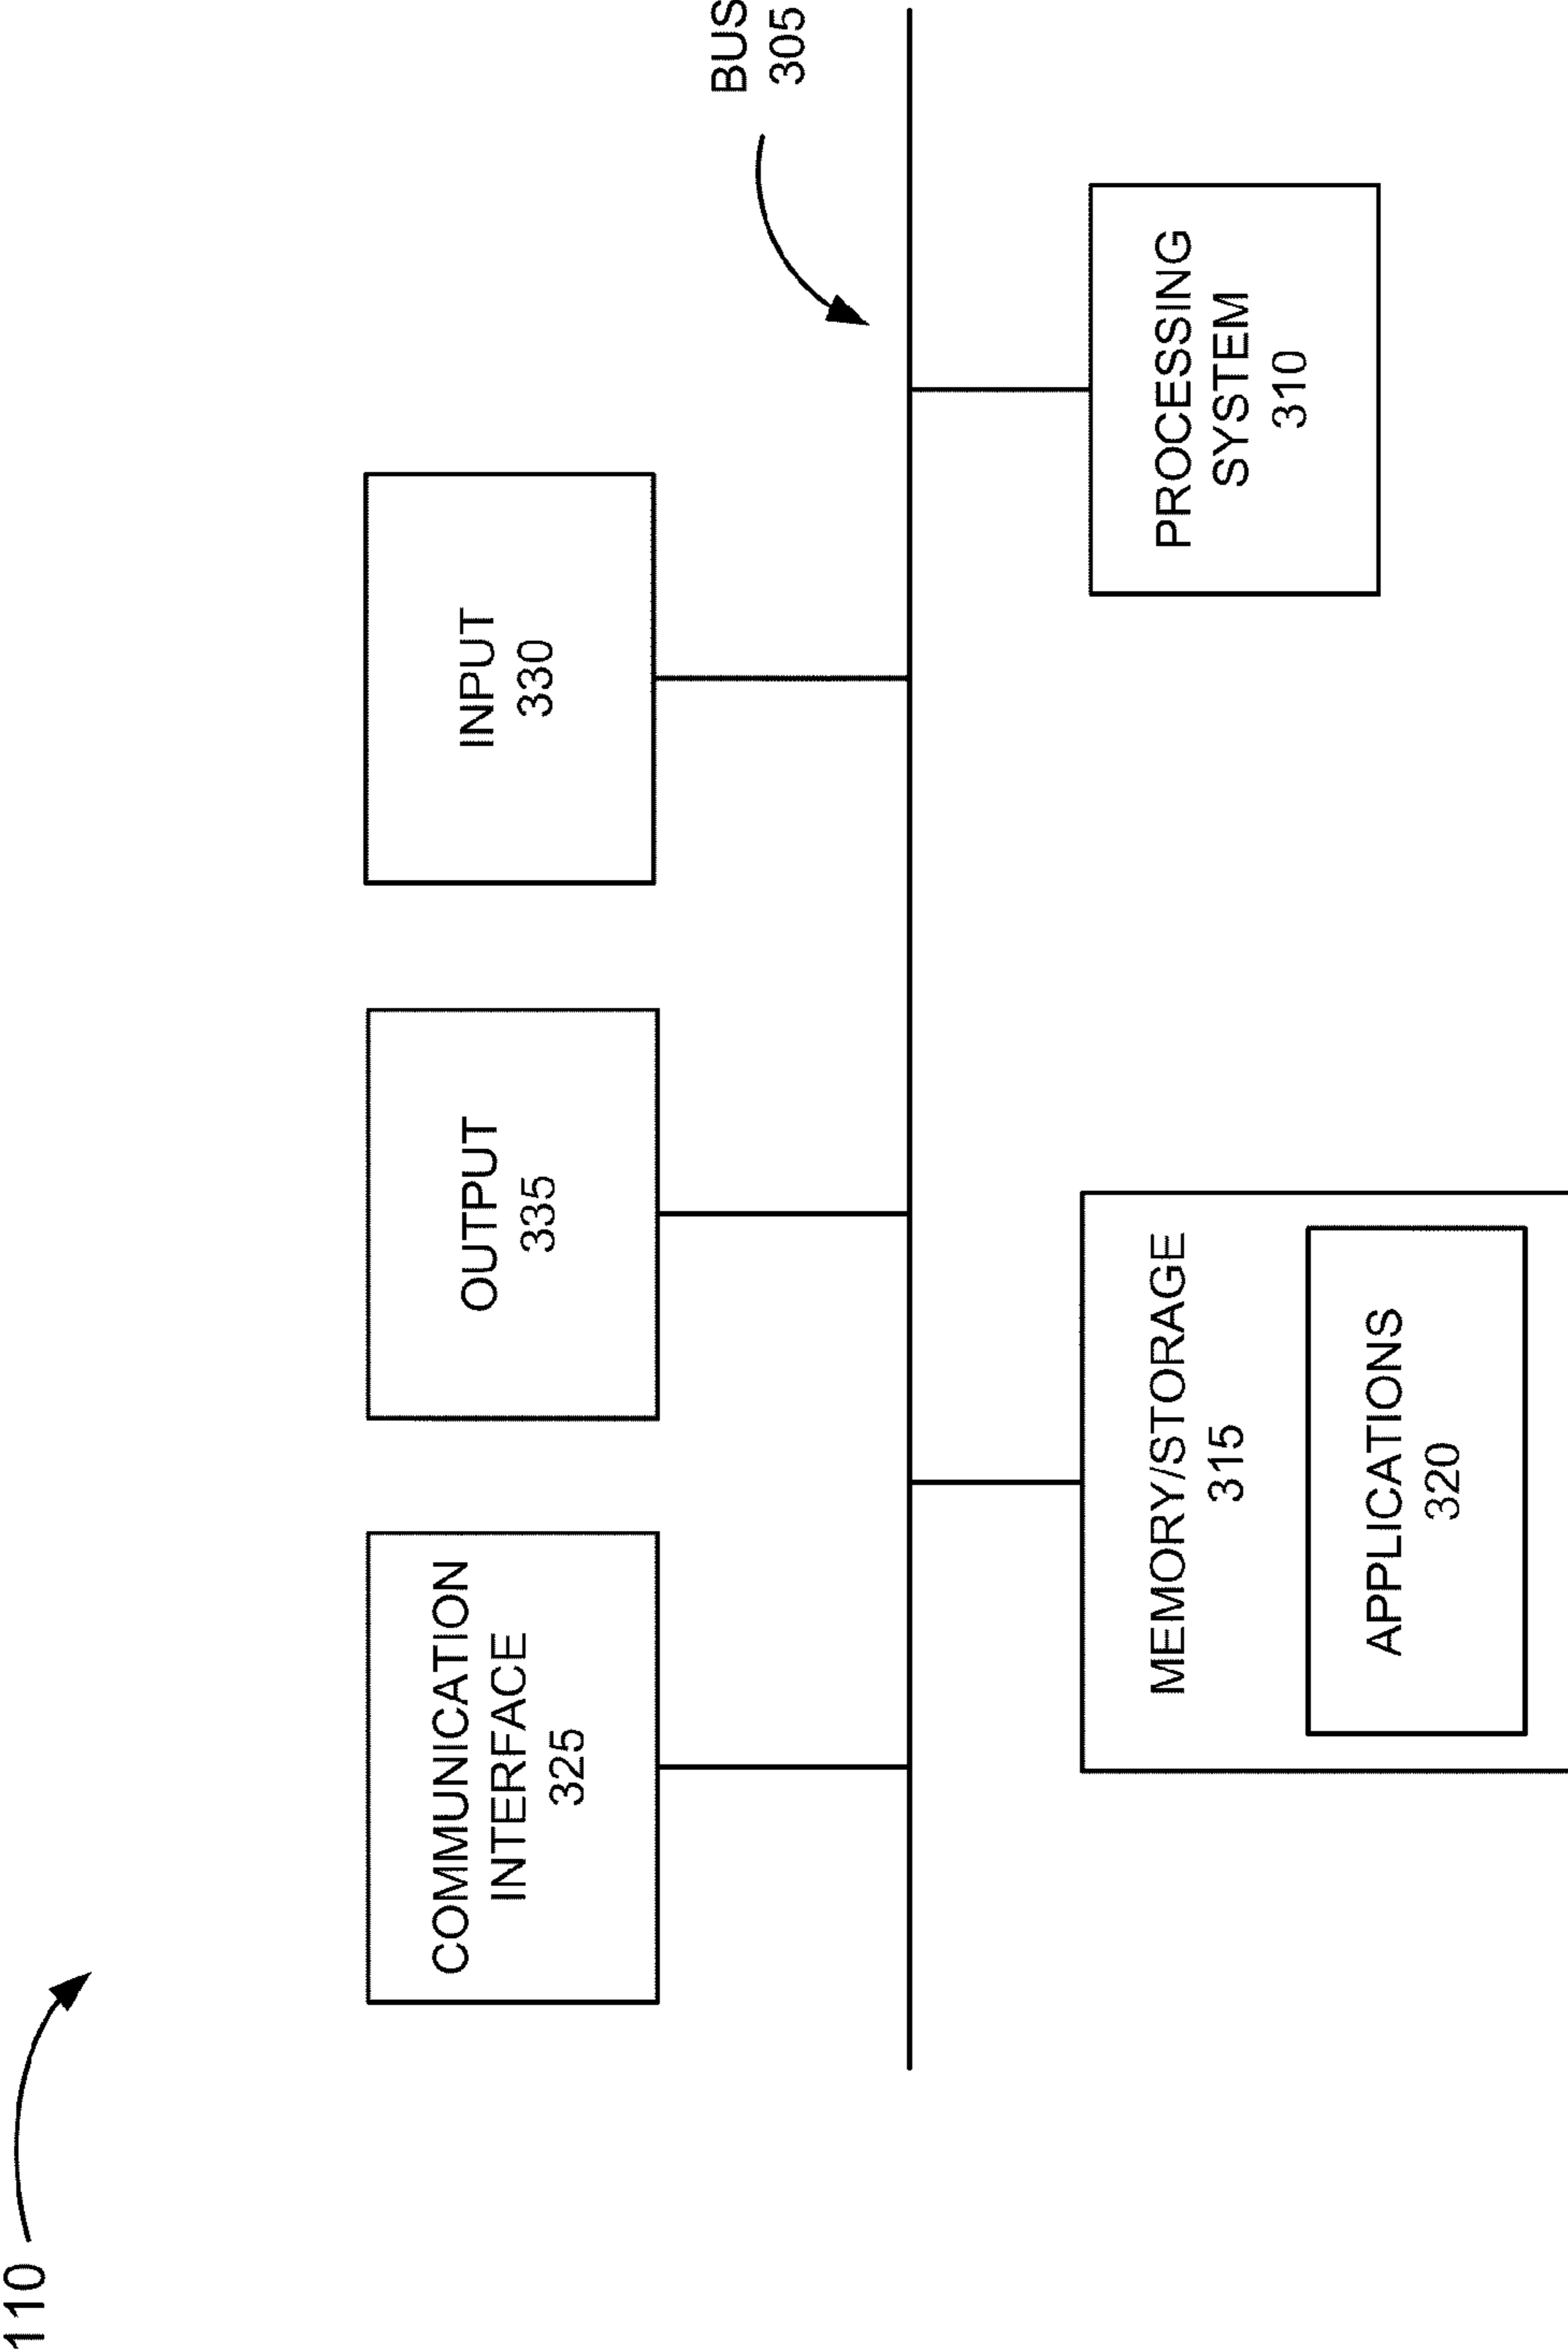 110
COMMUNICATION
INTERFACE
325
OUTPUT
335
INPUT
330
BUS
305
MEMORY/STORAGE
315
APPLICATIONS
320
PROCESSING
SYSTEM
310